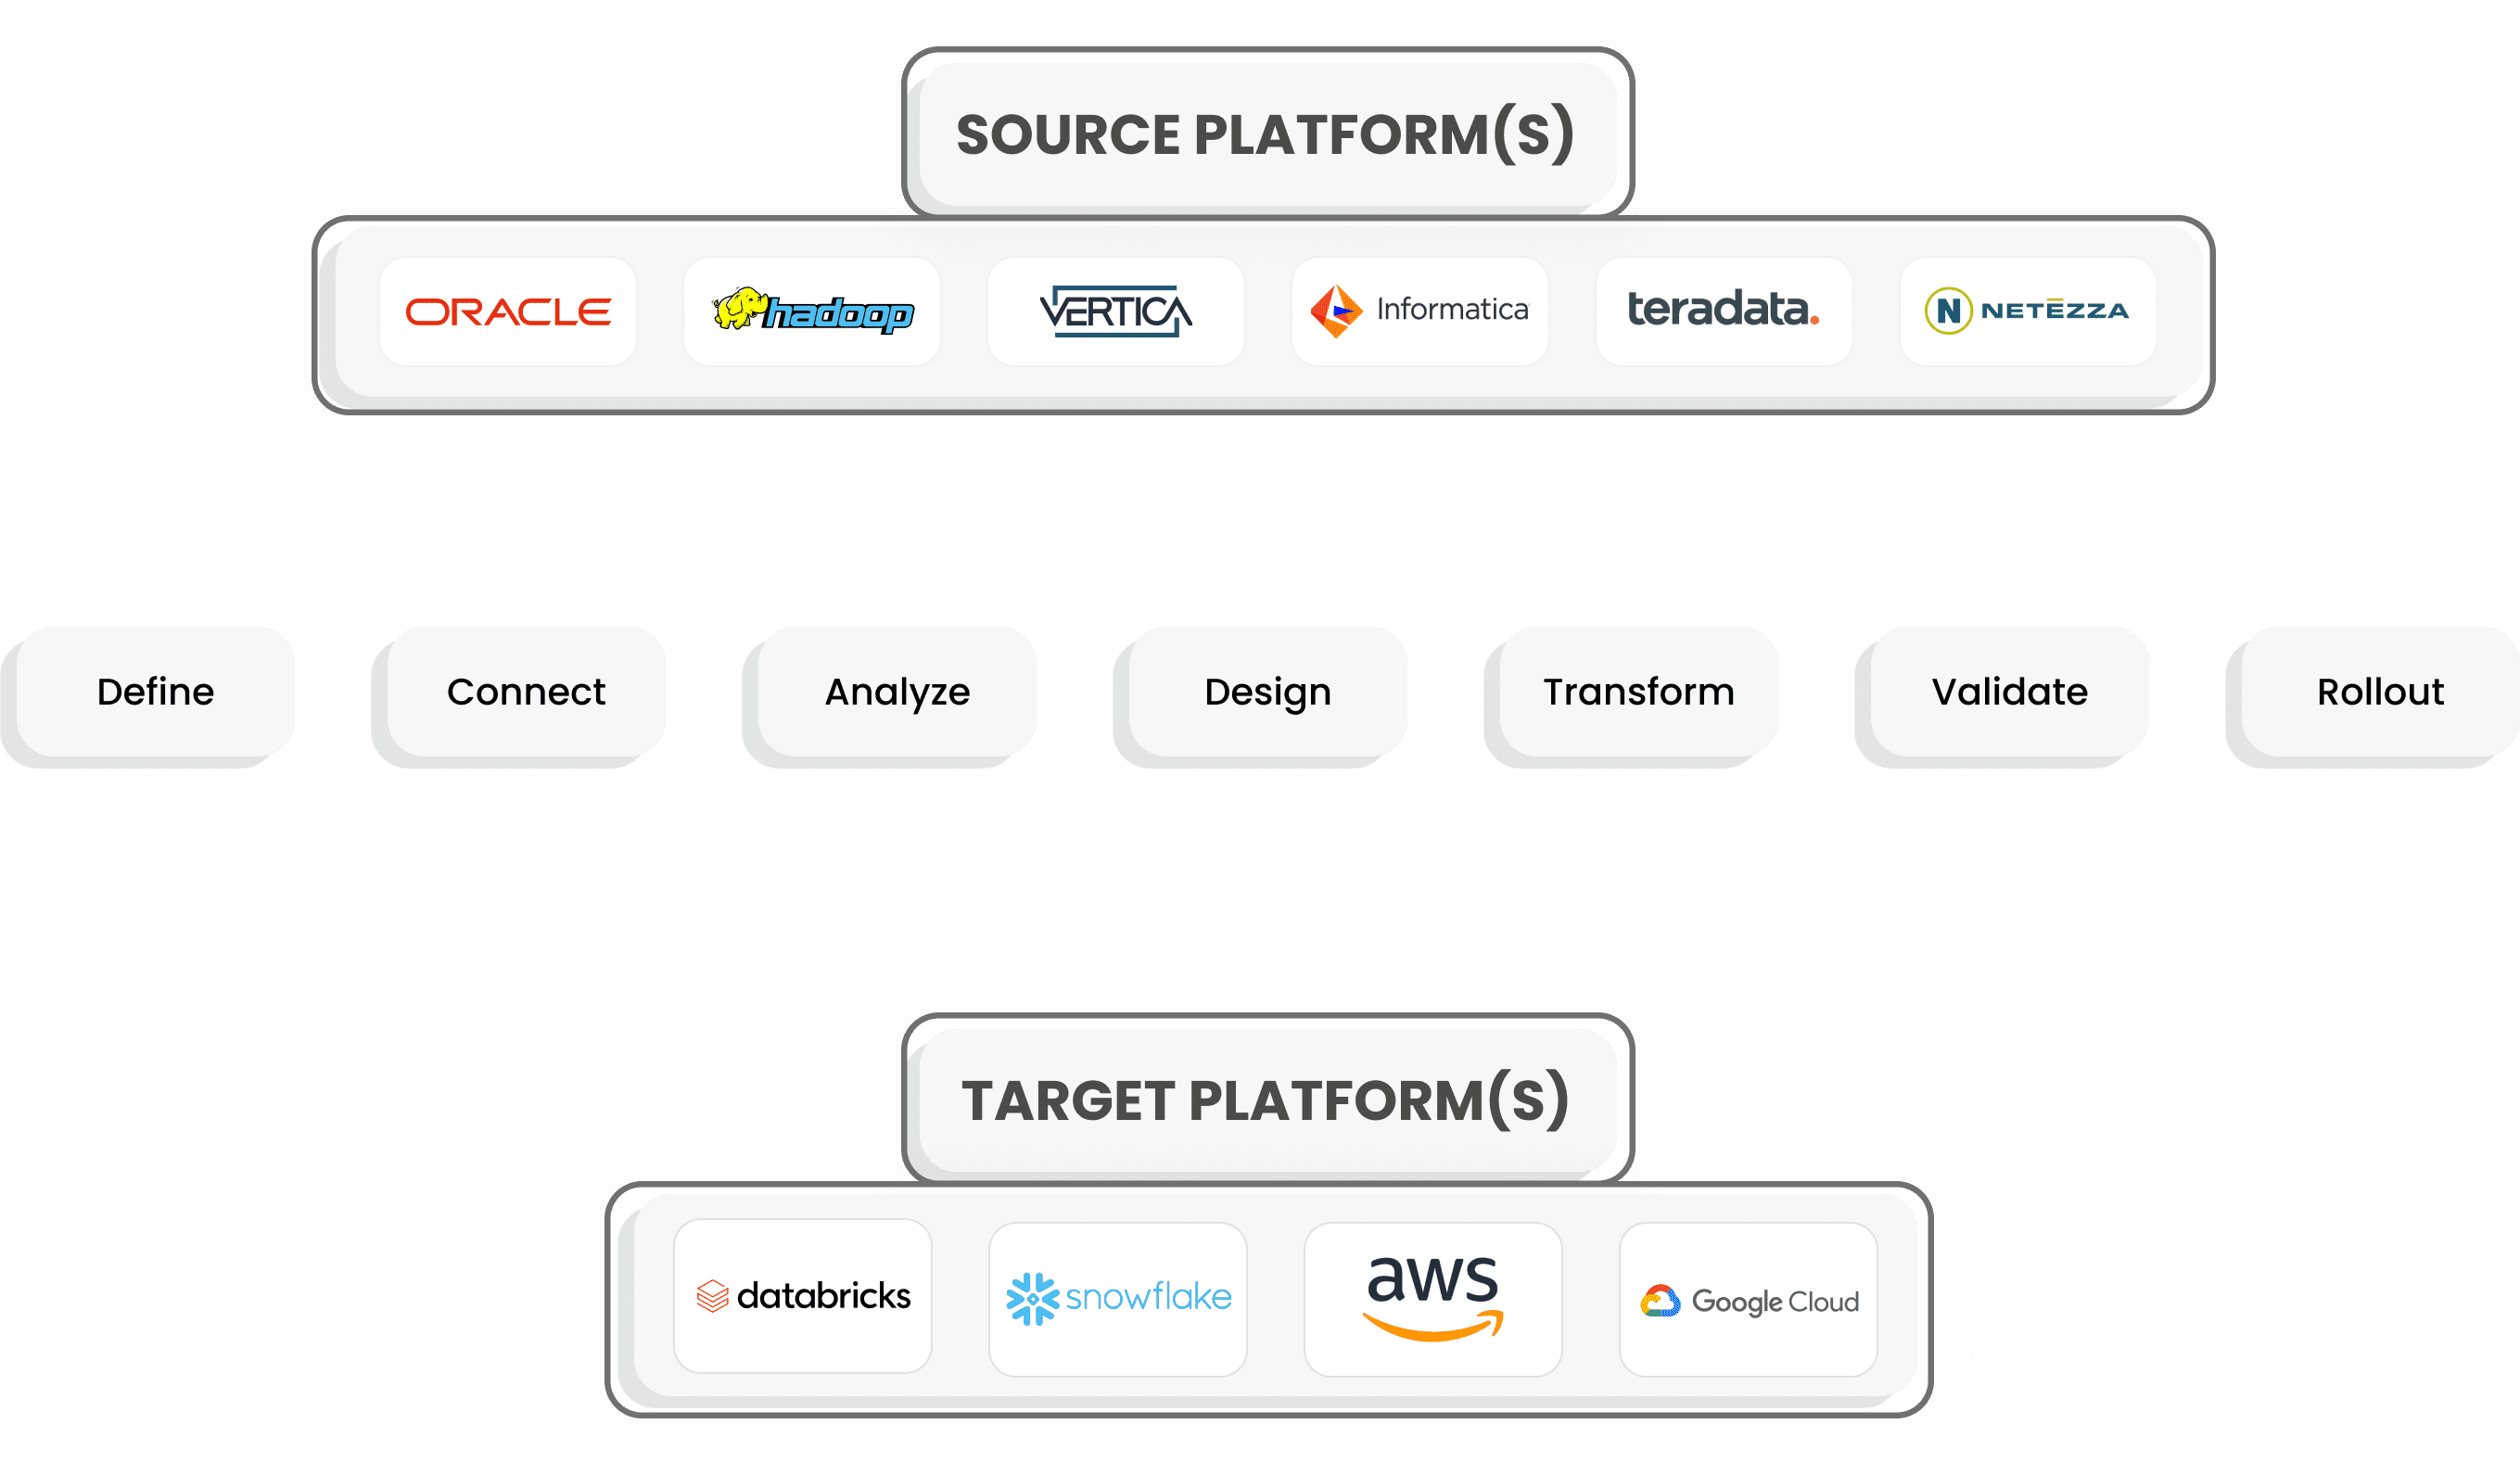 SOURCE PLATFORM(S)
ORACLE hadoop VERTICA Informatica teradata. N NETEZZA
Define Connect Analyze Design Transform Validate Rollout
TARGET PLATFORM(S)
databricks snowflake aws Google Cloud